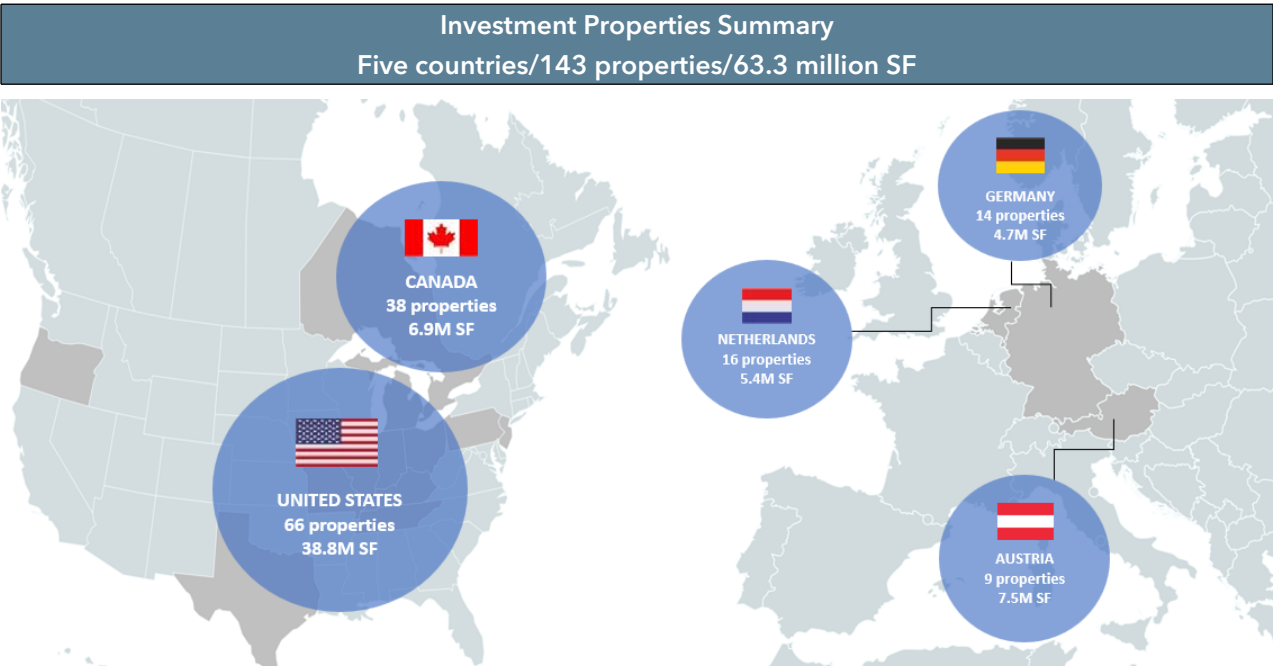 Investment Properties Summary
Five countries/143 properties/63.3 million SF
CANADA
38 properties
6.9M SF
UNITED STATES
66 properties
38.8M SF
GERMANY
14 properties
4.7M SF
NETHERLANDS
16 properties
5.4M SF
AUSTRIA
9 properties
7.5M SF